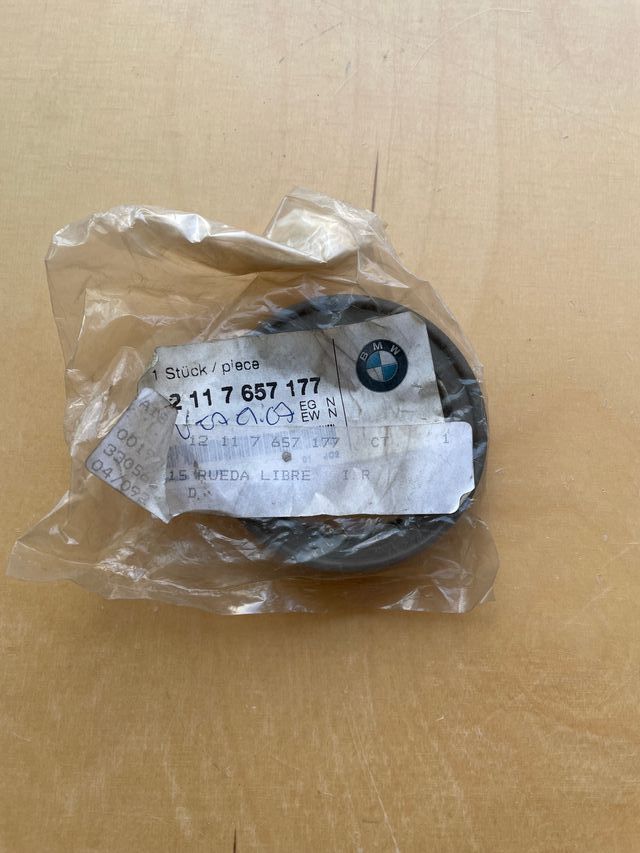 1 Stück / piece
2 11 7 657 177
EG N
EW N
BMW
12 11 7 657 177 CT 1
15 RUEDA LIBRE I.R
D.